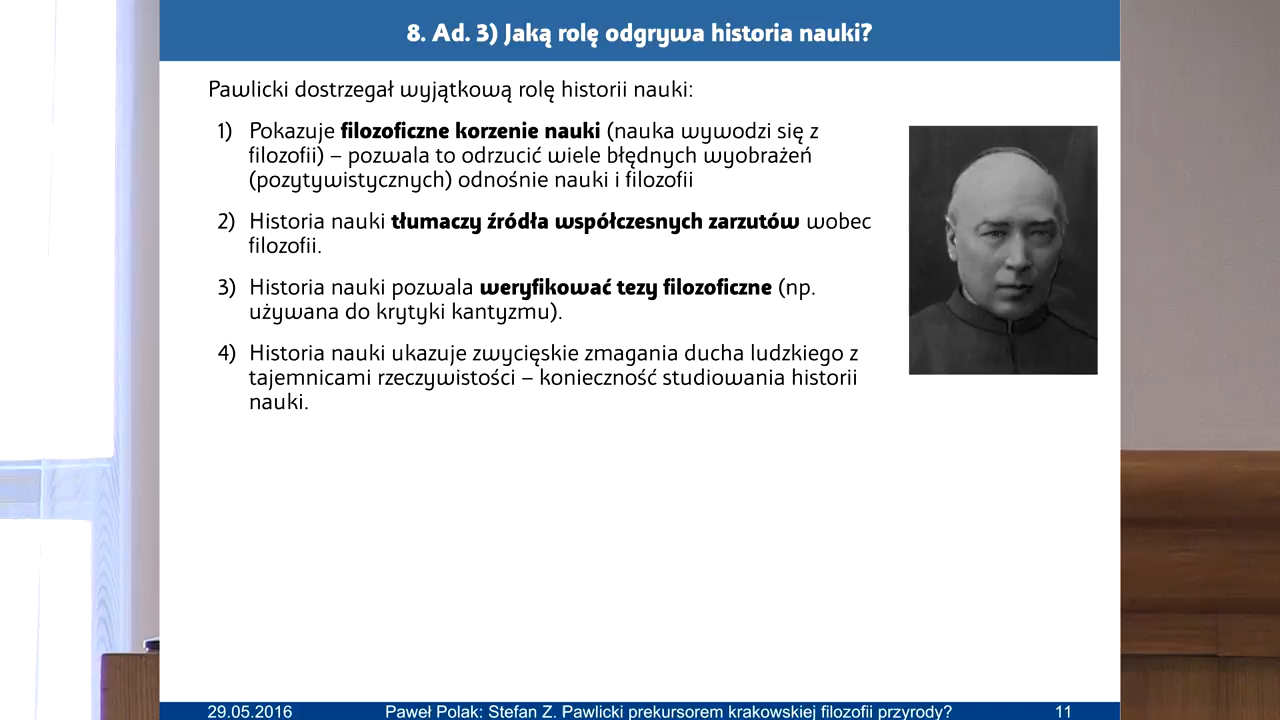 8. Ad. 3) Jaką rolę odgrywa historia nauki?
Pawlicki dostrzegał wyjątkową rolę historii nauki:
1) Pokazuje filozoficzne korzenie nauki (nauka wywodzi się z
filozofii) – pozwala to odrzucić wiele błędnych wyobrażeń
(pozytywistycznych) odnośnie nauki i filozofii
2) Historia nauki tłumaczy źródła współczesnych zarzutów wobec
filozofii.
3) Historia nauki pozwala weryfikować tezy filozoficzne (np.
używana do krytyki kantyzmu).
4) Historia nauki ukazuje zwycięskie zmagania ducha ludzkiego z
tajemnicami rzeczywistości – konieczność studiowania historii
nauki.
29.05.2016 Paweł Polak: Stefan Z. Pawlicki prekursorem krakowskiej filozofii przyrody? 11